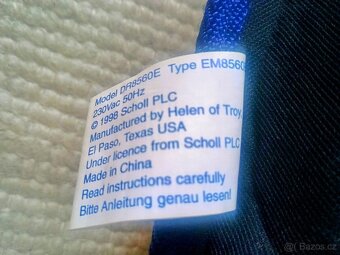 Model DR8560E Type EM8560
230Vac 50Hz
© 1998 Scholl PLC
Manufactured by Helen of Troy,
El Paso, Texas USA
Under licence from Scholl PLC
Made in China
Read instructions carefully
Bitte Anleitung genau lesen!
Bazoš.cz